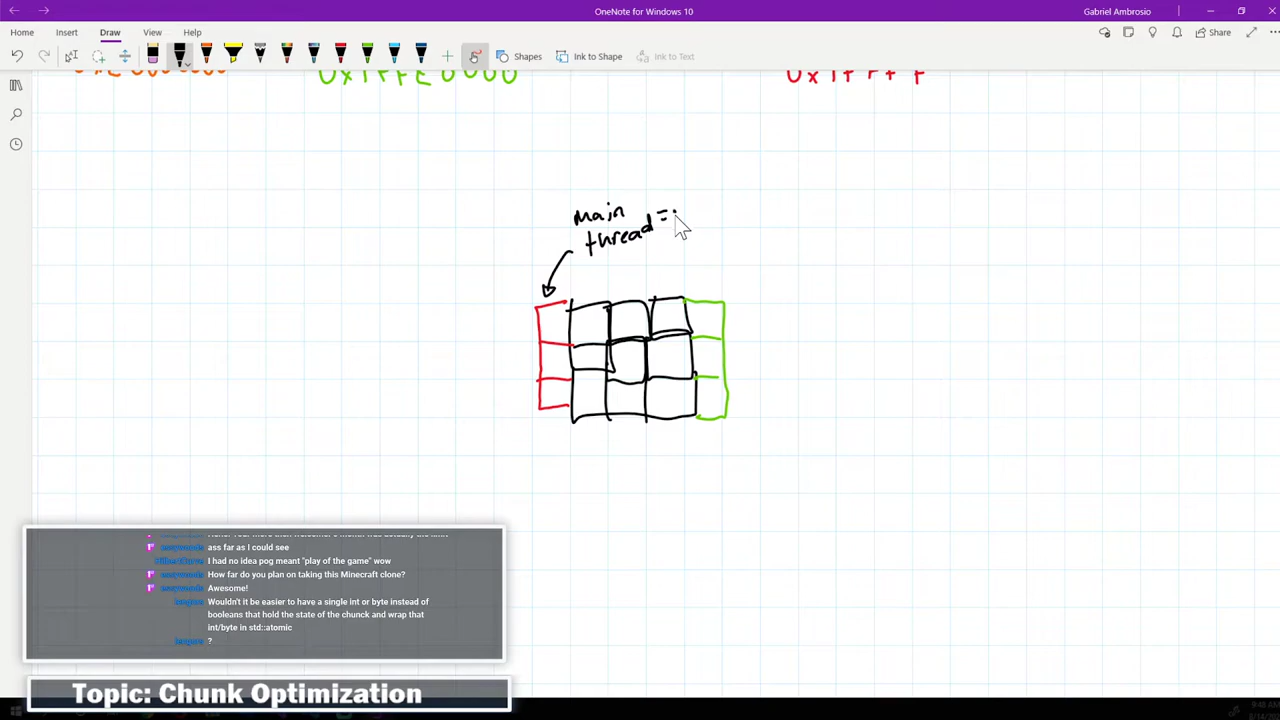 OneNote for Windows 10
Gabriel Ambrosio
Home
Insert
Draw
View
Help
Share
Shapes
Ink to Shape
Ink to Text
0x1FFE0000
0x1FFFF
main
thread =
ass far as I could see
I had no idea pog meant "play of the game" wow
How far do you plan on taking this Minecraft clone?
Awesome!
Wouldn't it be easier to have a single int or byte instead of
booleans that hold the state of the chunck and wrap that
int/byte in std::atomic
?
Topic: Chunk Optimization